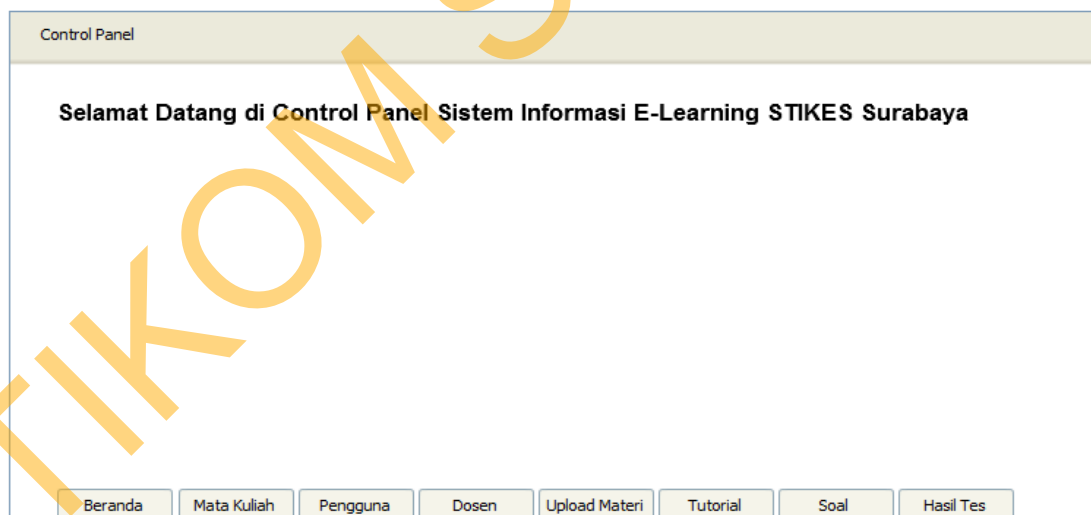 Control Panel
Selamat Datang di Control Panel Sistem Informasi E-Learning STIKES Surabaya
TIKOM S
Beranda Mata Kuliah Pengguna Dosen Upload Materi Tutorial Soal Hasil Tes